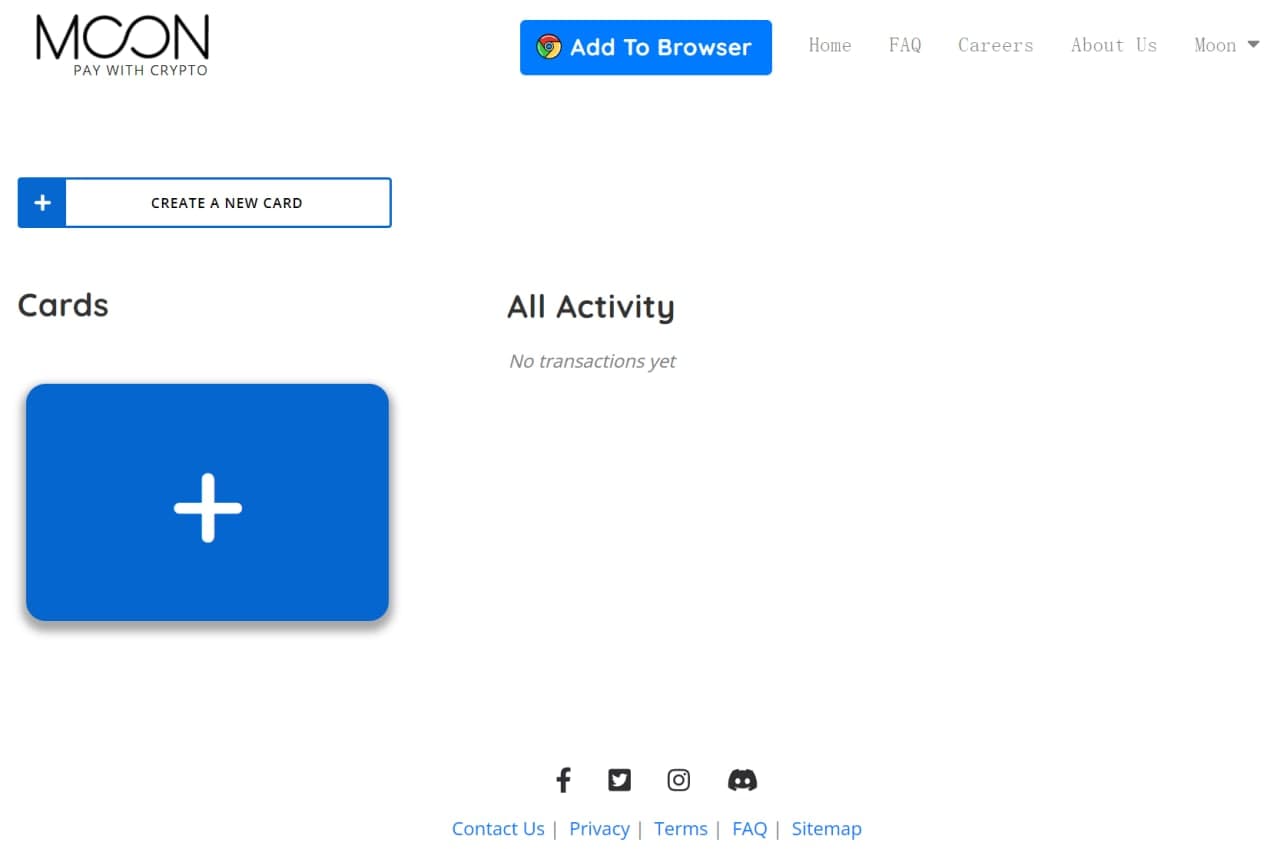 MOON
PAY WITH CRYPTO
Add To Browser
Home
FAQ
Careers
About Us
Moon
CREATE A NEW CARD
Cards
All Activity
No transactions yet
Contact Us | Privacy | Terms | FAQ | Sitemap